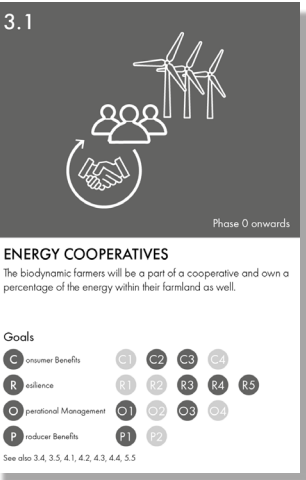 3.1
Phase 0 onwards
ENERGY COOPERATIVES
The biodynamic farmers will be a part of a cooperative and own a
percentage of the energy within their farmland as well.
Goals
C onsumer Benefits C1 C2 C3 C4
R esilience R1 R2 R3 R4 R5
O perational Management O1 O2 O3 O4
P roducer Benefits P1 P2
See also 3.4, 3.5, 4.1, 4.2, 4.3, 4.4, 5.5